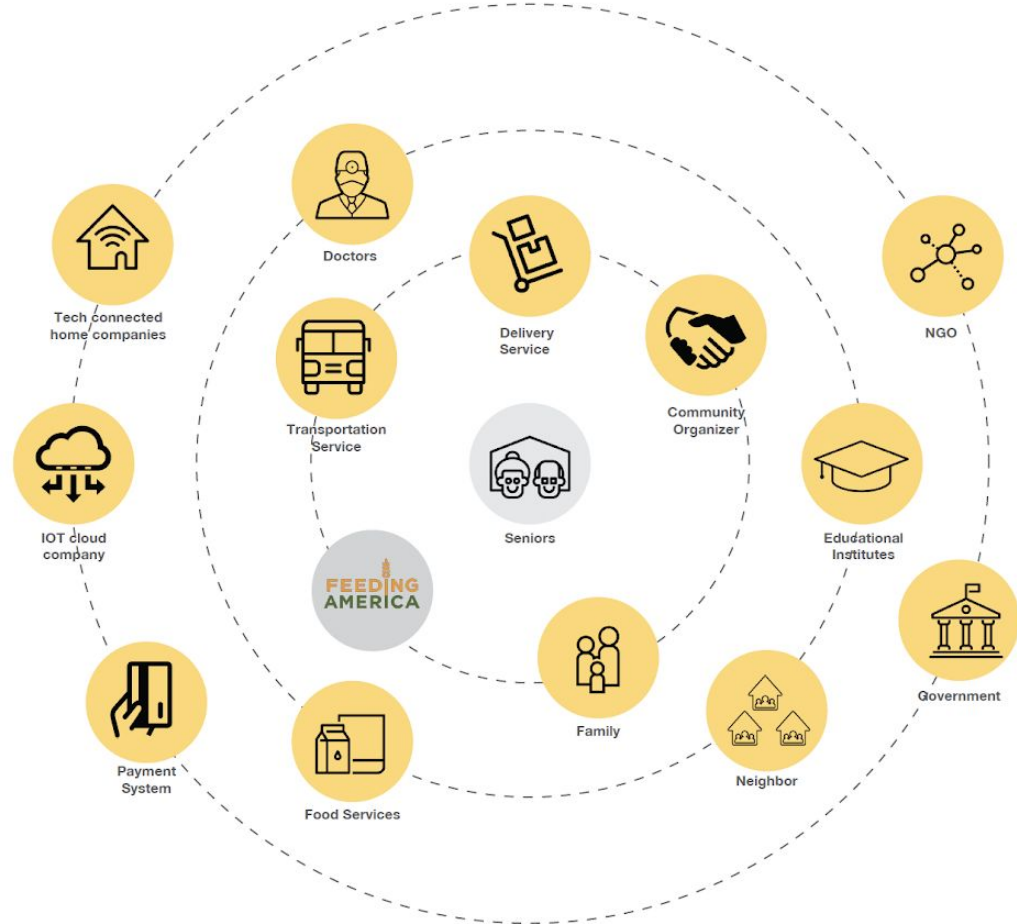 Doctors
Tech connected
home companies
Delivery
Service
NGO
Transportation
Service
Community
Organizer
IOT cloud
company
Seniors
Educational
Institutes
FEEDING
AMERICA
Family
Government
Payment
System
Neighbor
Food Services